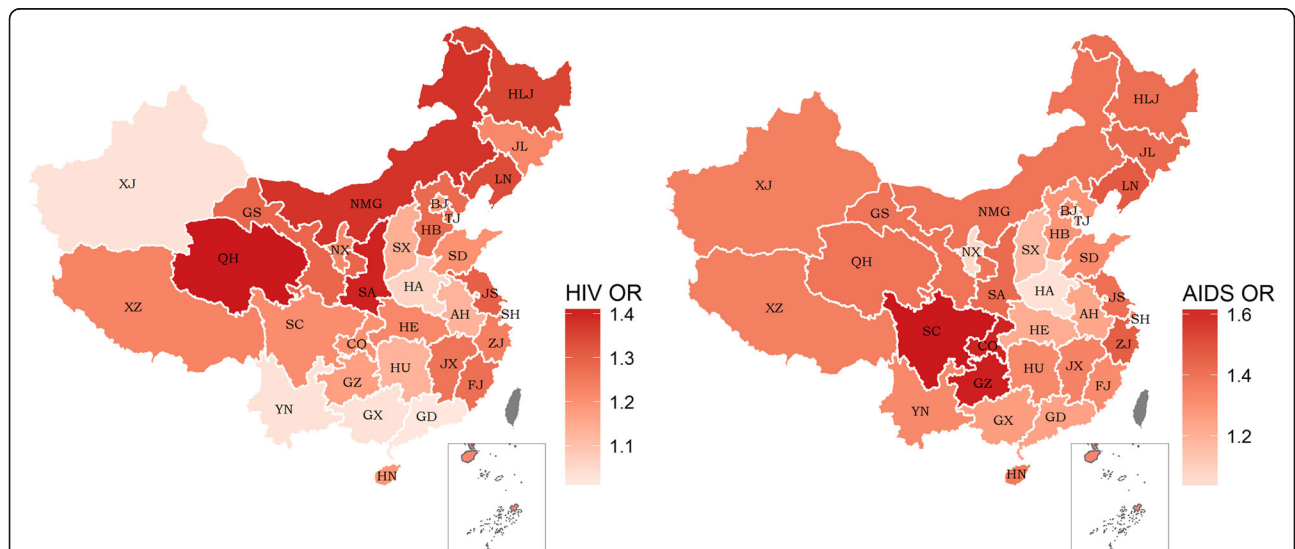 HLJ
JL
LN
XJ
NMG
GS
BJ
TJ
HB
NX
SX
SD
QH
SA
HA
JS
XZ
SC
AH
SH
HE
CO
ZJ
HU
JX
GZ
FJ
YN
GX
GD
HN
HIV OR
1.4
1.3
1.2
1.1
HLJ
JL
LN
XJ
NMG
GS
BJ
TJ
HB
NX
SX
SD
QH
SA
HA
JS
XZ
SC
AH
SH
HE
CO
ZJ
HU
JX
GZ
FJ
YN
GX
GD
HN
AIDS OR
1.6
1.4
1.2